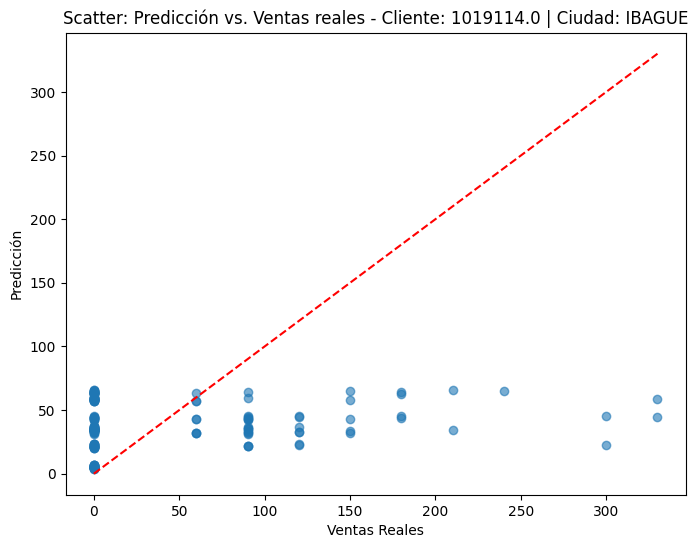 Scatter: Predicción vs. Ventas reales - Cliente: 1019114.0 | Ciudad: IBAGUE
300
250
200
150
100
50
0
Predicción
0 50 100 150 200 250 300
Ventas Reales